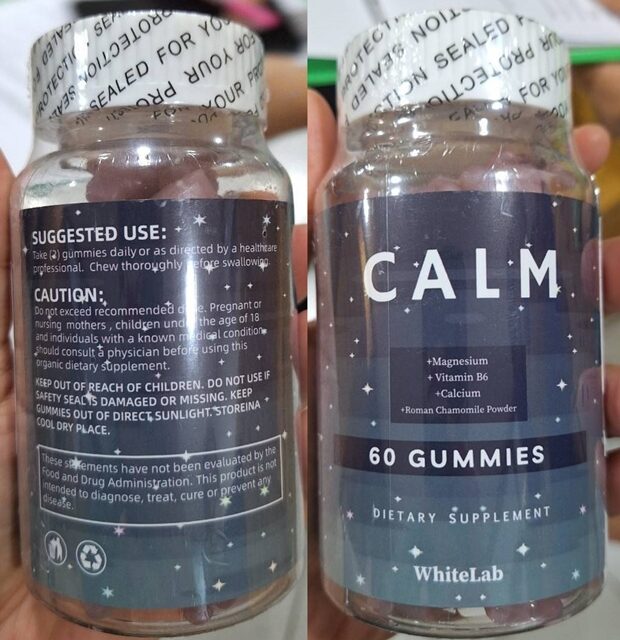 SEALED FOR YOUR PROTECTION
SUGGESTED USE:
Take (2) gummies daily or as directed by a healthcare
professional. Chew thoroughly before swallowing.
CAUTION:
Do not exceed recommended dose. Pregnant or
nursing mothers , children under the age of 18
and individuals with a known medical condition,
should consult a physician before using this
organic dietary supplement.
KEEP OUT OF REACH OF CHILDREN. DO NOT USE IF
SAFETY SEAL IS DAMAGED OR MISSING. KEEP
GUMMIES OUT OF DIRECT SUNLIGHT. STOREINA
COOL DRY PLACE.
These statements have not been evaluated by the
Food and Drug Administration. This product is not
intended to diagnose, treat, cure or prevent any
disease.
SEALED FOR YOUR PROTECTION
CALM
+Magnesium
+ Vitamin B6
+Calcium
+Roman Chamomile Powder
60 GUMMIES
DIETARY SUPPLEMENT
WhiteLab